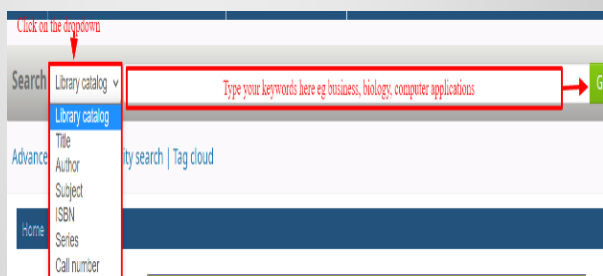 Click on the dropdown
Search Library catalog Type your keywords here eg business, biology, computer applications G
Library catalog
Title
Advance ity search | Tag cloud
Author
Subject
ISBN
Home
Series
Call number